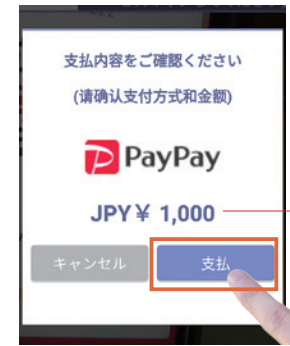 支払内容をご確認ください
(请确认支付方式和金额)
PayPay
JPY¥ 1,000
キャンセル
支払